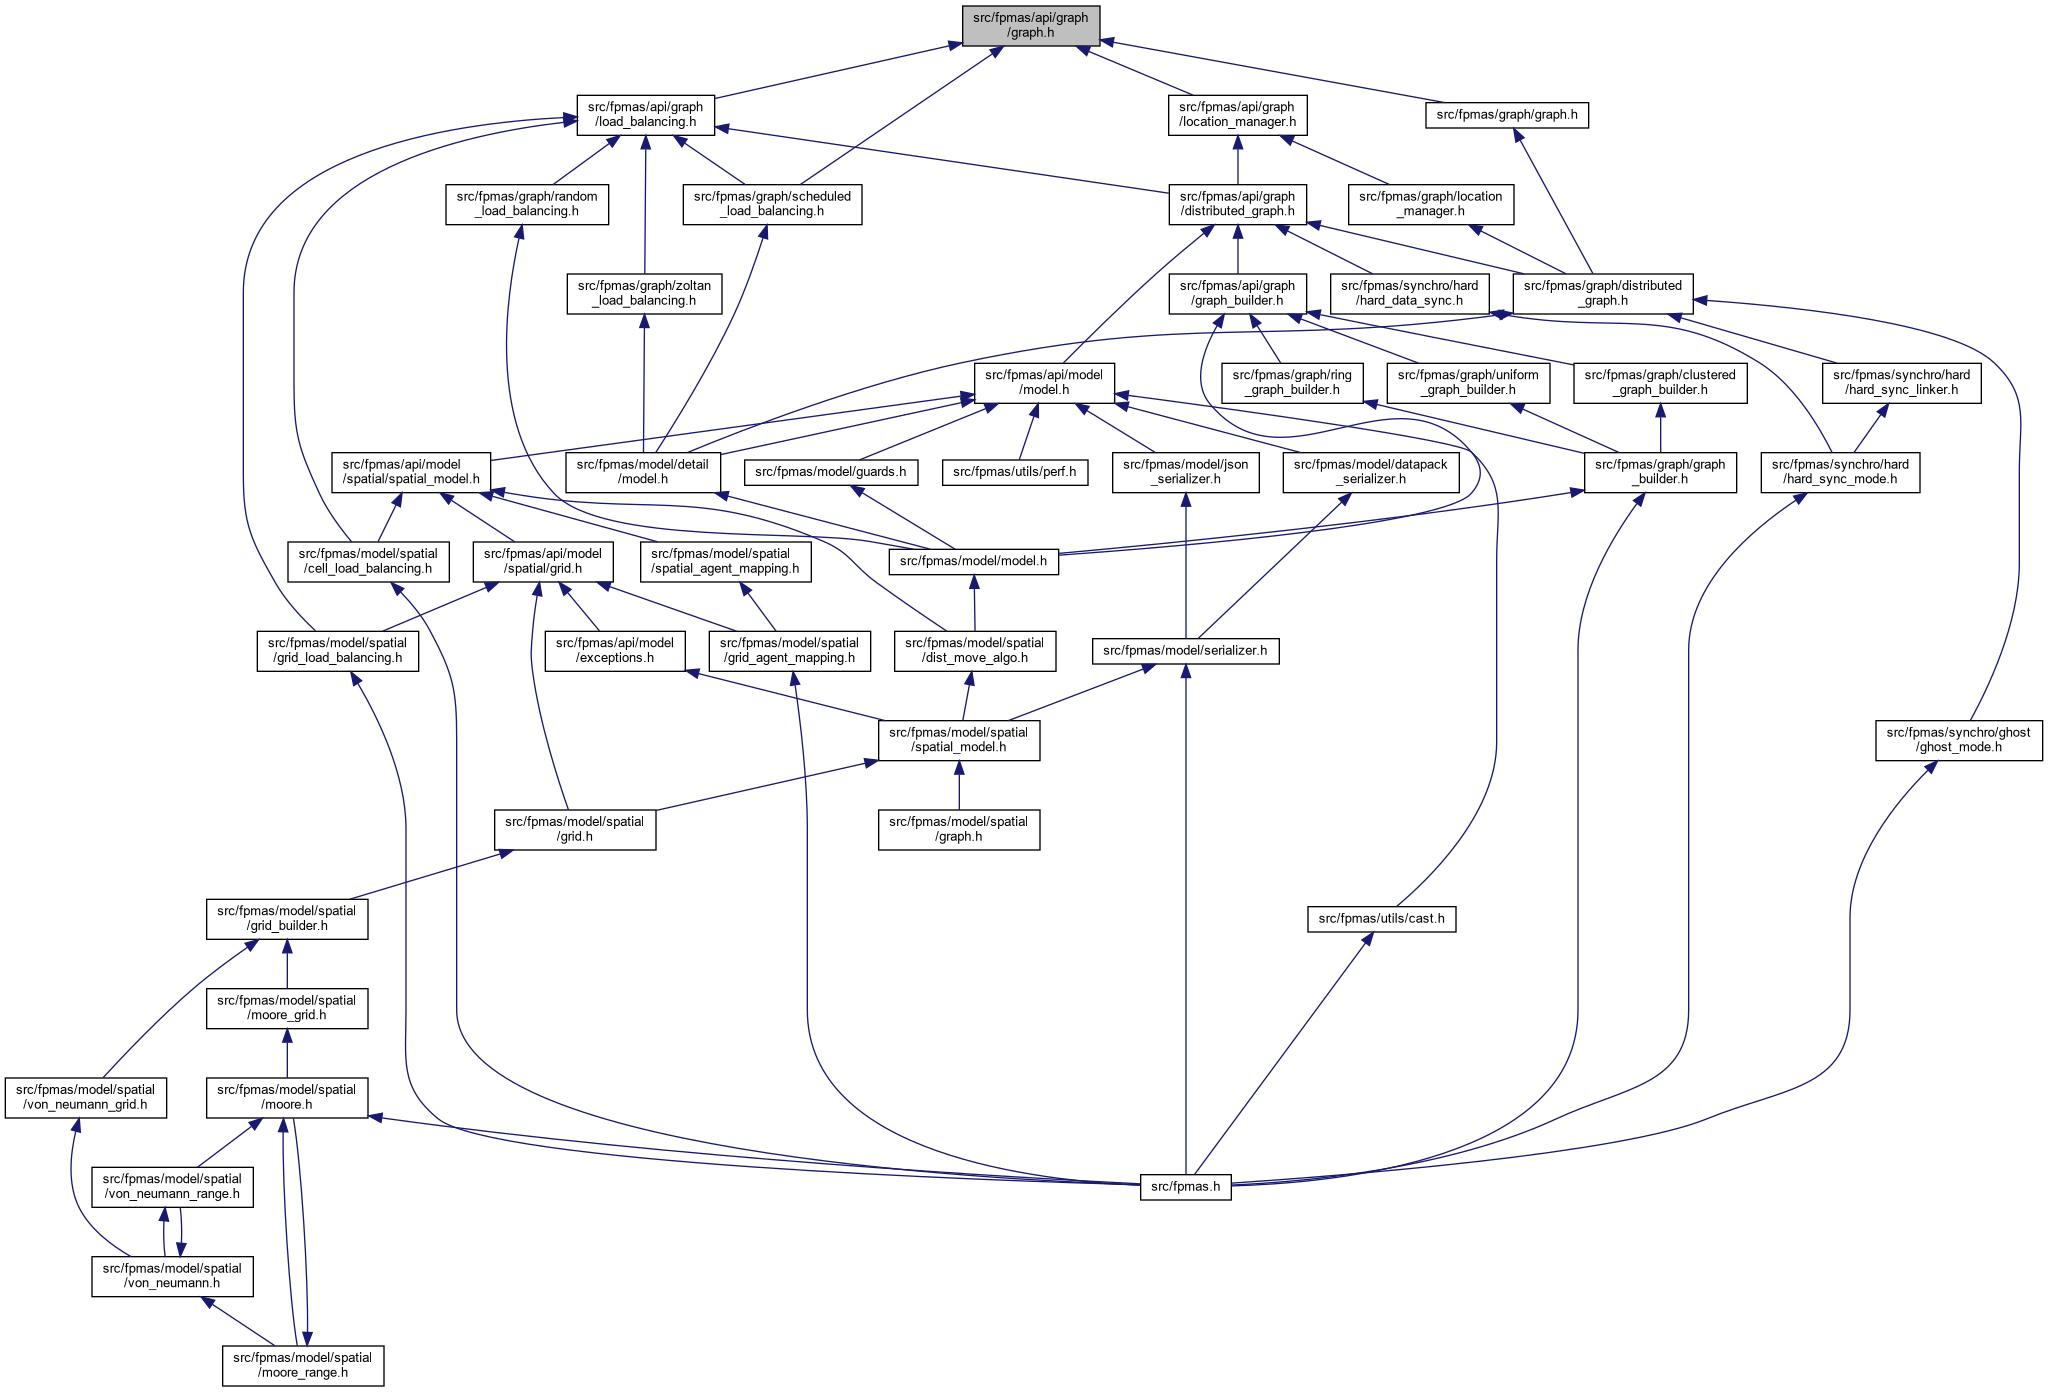 src/fpmas/api/graph
/graph.h
src/fpmas/api/graph
/load_balancing.h
src/fpmas/api/graph
/location_manager.h
src/fpmas/graph/graph.h
src/fpmas/graph/random
_load_balancing.h
src/fpmas/graph/scheduled
_load_balancing.h
src/fpmas/api/graph
/distributed_graph.h
src/fpmas/graph/location
_manager.h
src/fpmas/graph/zoltan
_load_balancing.h
src/fpmas/api/graph
/graph_builder.h
src/fpmas/synchro/hard
/hard_data_sync.h
src/fpmas/graph/distributed
_graph.h
src/fpmas/api/model
/model.h
src/fpmas/graph/ring
_graph_builder.h
src/fpmas/graph/uniform
_graph_builder.h
src/fpmas/graph/clustered
_graph_builder.h
src/fpmas/synchro/hard
/hard_sync_linker.h
src/fpmas/api/model
/spatial/spatial_model.h
src/fpmas/model/detail
/model.h
src/fpmas/model/guards.h
src/fpmas/utils/perf.h
src/fpmas/model/json
_serializer.h
src/fpmas/model/datapack
_serializer.h
src/fpmas/graph/graph
_builder.h
src/fpmas/synchro/hard
/hard_sync_mode.h
src/fpmas/model/spatial
/cell_load_balancing.h
src/fpmas/api/model
/spatial/grid.h
src/fpmas/model/spatial
/spatial_agent_mapping.h
src/fpmas/model/model.h
src/fpmas/model/spatial
/grid_load_balancing.h
src/fpmas/api/model
/exceptions.h
src/fpmas/model/spatial
/grid_agent_mapping.h
src/fpmas/model/spatial
/dist_move_algo.h
src/fpmas/model/serializer.h
src/fpmas/model/spatial
/spatial_model.h
src/fpmas/synchro/ghost
/ghost_mode.h
src/fpmas/model/spatial
/grid.h
src/fpmas/model/spatial
/graph.h
src/fpmas/model/spatial
/grid_builder.h
src/fpmas/utils/cast.h
src/fpmas/model/spatial
/moore_grid.h
src/fpmas/model/spatial
/von_neumann_grid.h
src/fpmas/model/spatial
/moore.h
src/fpmas/model/spatial
/von_neumann_range.h
src/fpmas.h
src/fpmas/model/spatial
/von_neumann.h
src/fpmas/model/spatial
/moore_range.h